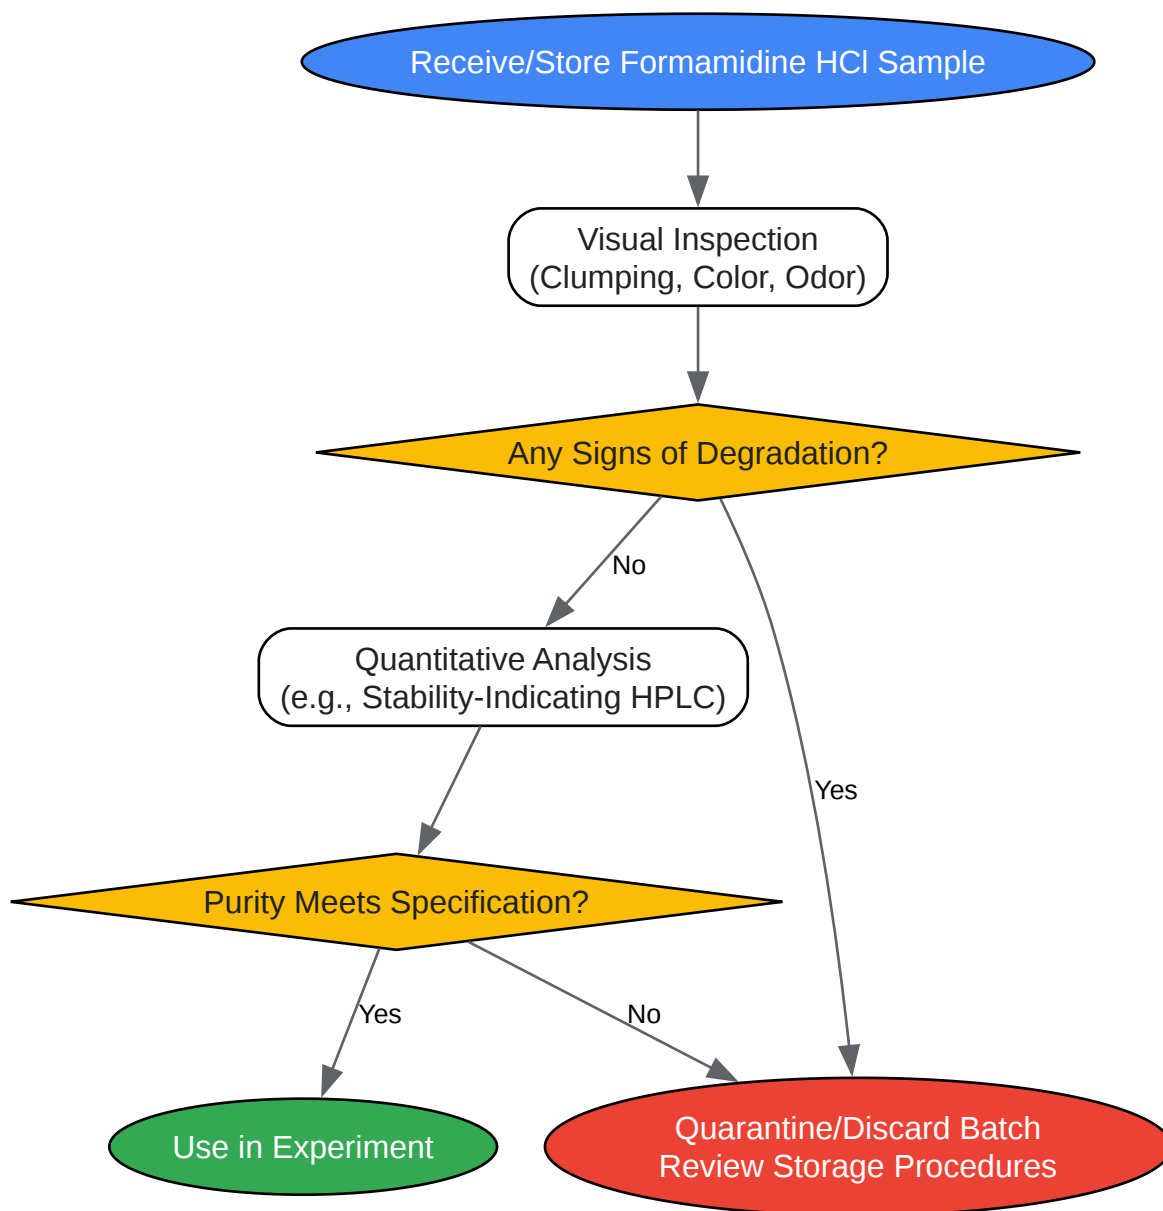 Receive/Store Formamidine HCl Sample
Visual Inspection
(Clumping, Color, Odor)
Any Signs of Degradation?
No
Quantitative Analysis
(e.g., Stability-Indicating HPLC)
Yes
Purity Meets Specification?
Yes
No
Use in Experiment
Quarantine/Discard Batch
Review Storage Procedures